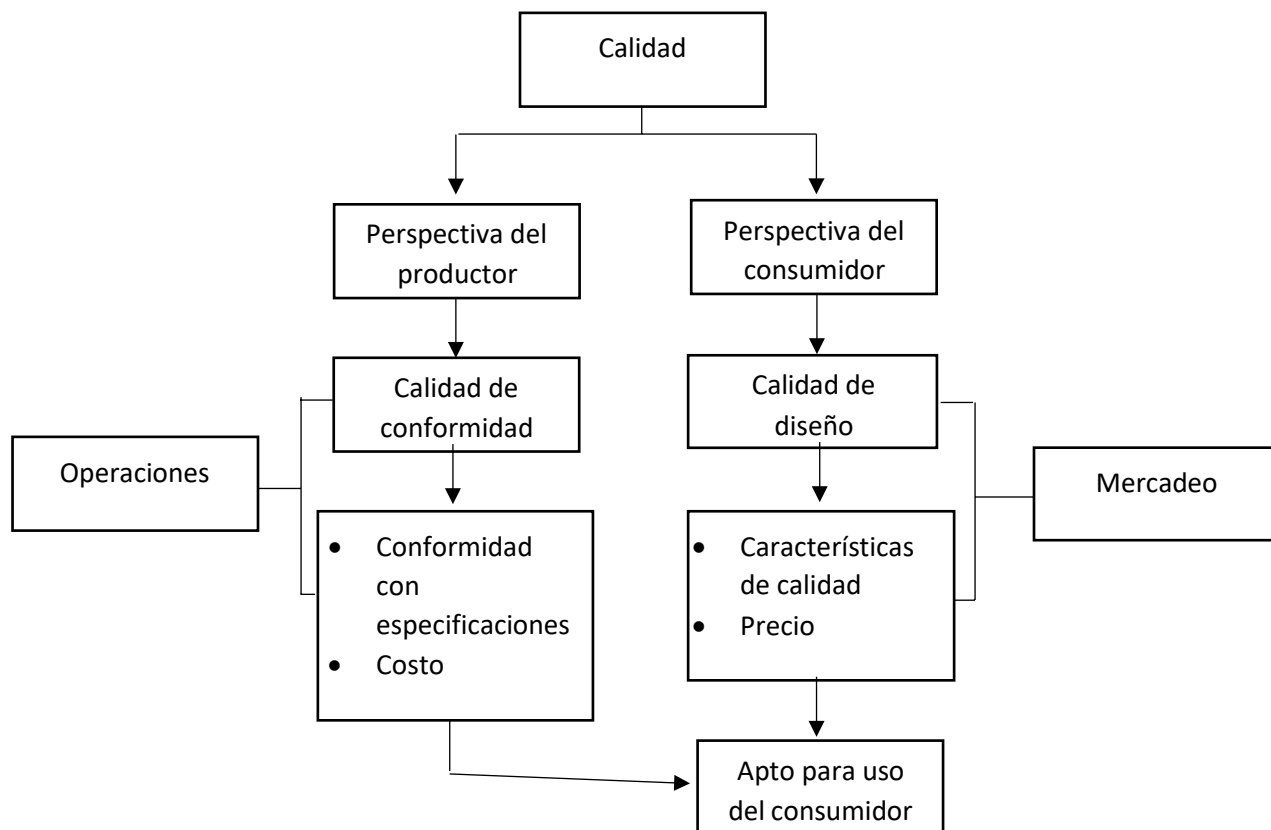 Calidad
Perspectiva del
productor
Perspectiva del
consumidor
Calidad de
conformidad
Calidad de
diseño
Operaciones
Mercadeo
• Conformidad
con
especificaciones
• Costo
• Características
de calidad
• Precio
Apto para uso
del consumidor